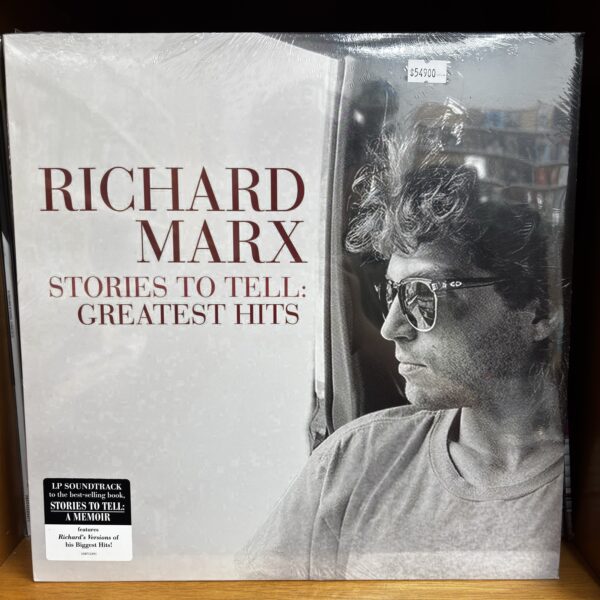 $54900
RICHARD
MARX
STORIES TO TELL:
GREATEST HITS
LP SOUNDTRACK
to the best-selling book,
STORIES TO TELL:
A MEMOIR
features
Richard's Versions of
his Biggest Hits!